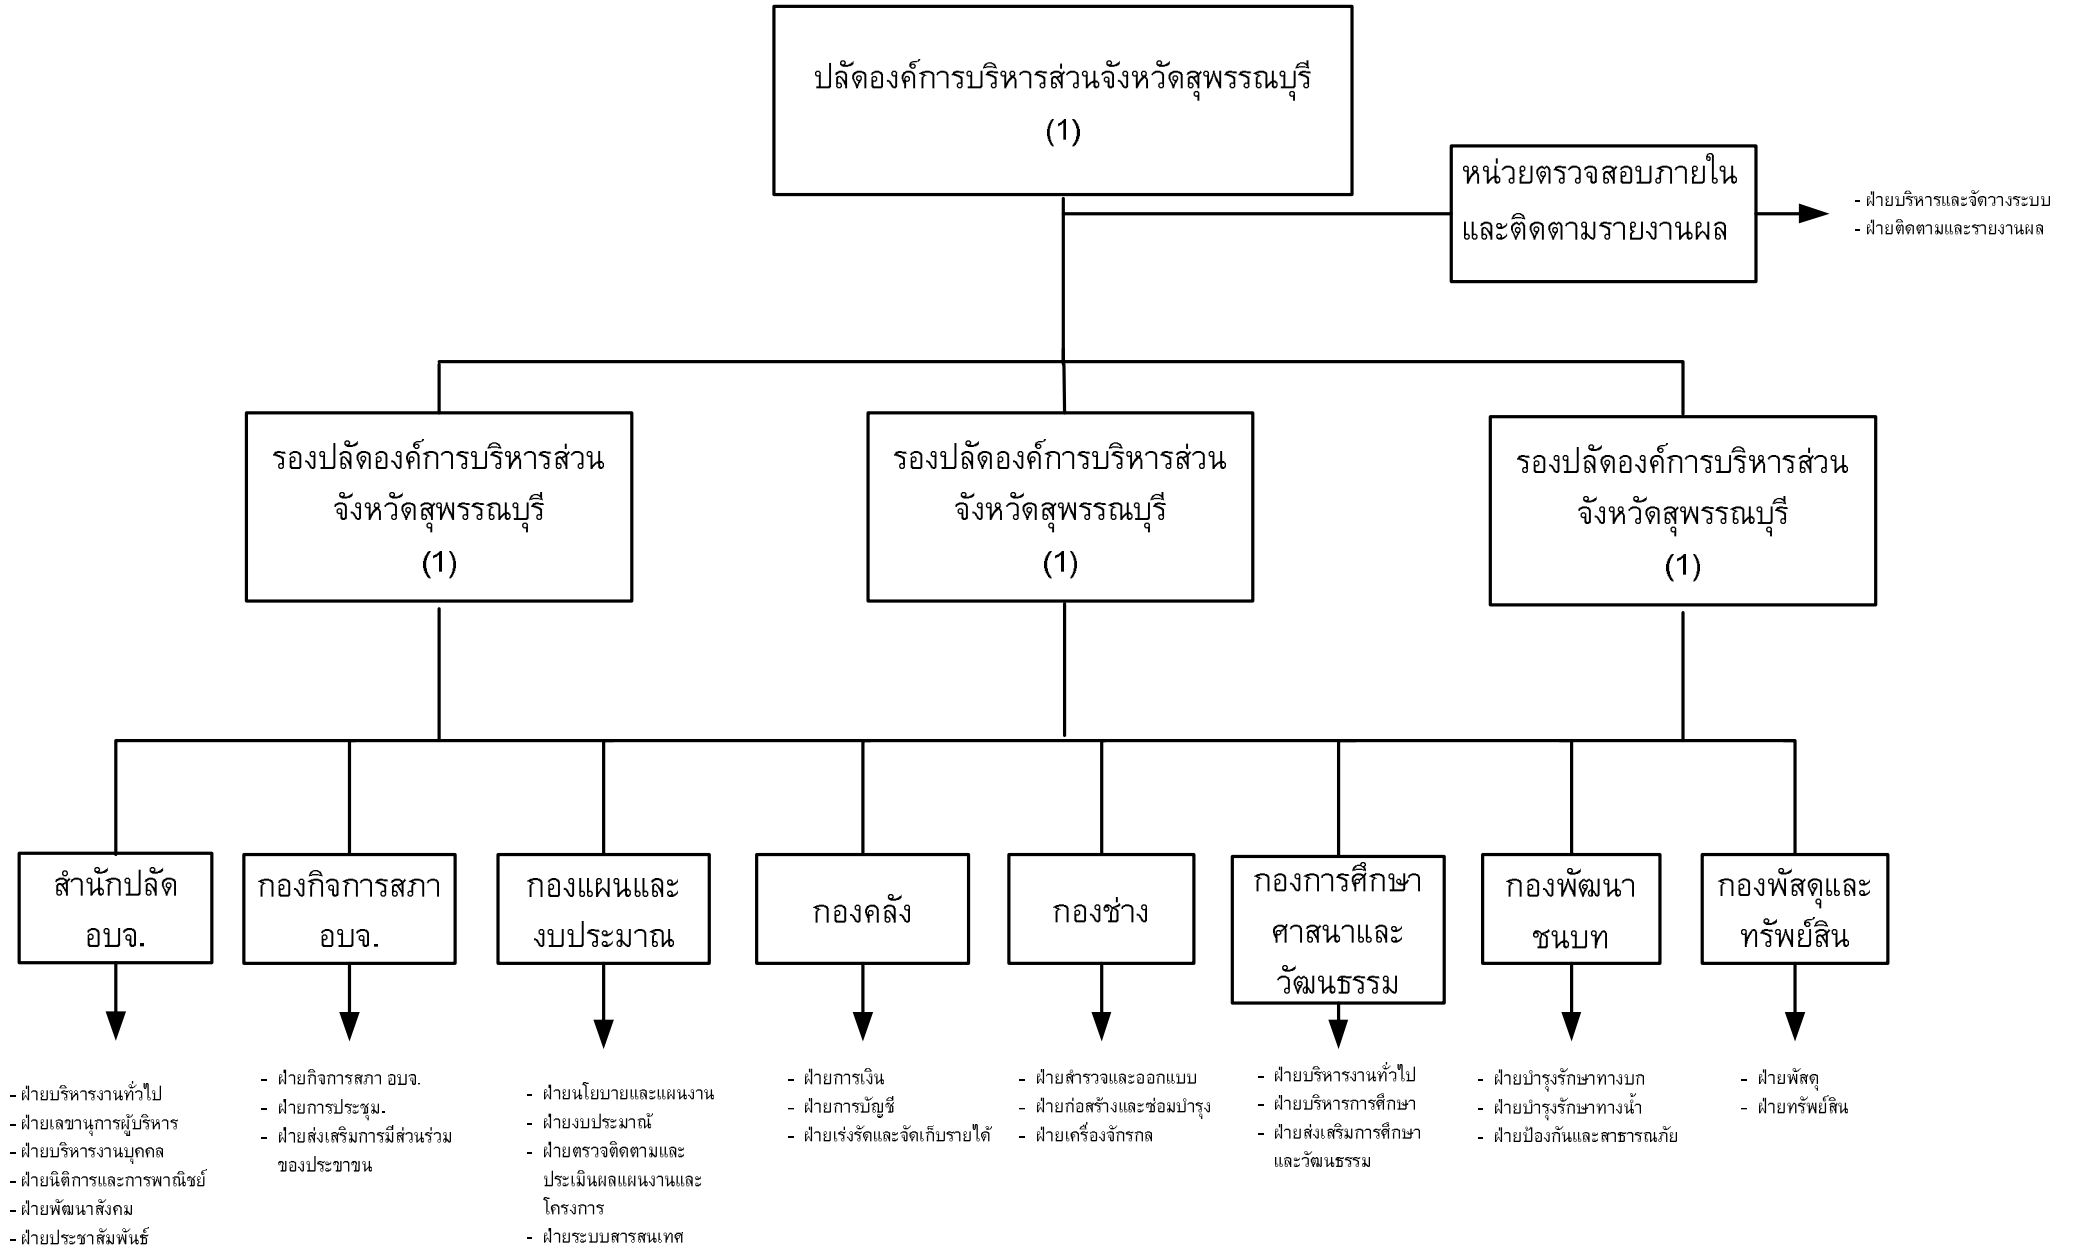 ปลัดองค์การบริหารส่วนจังหวัดสุพรรณบุรี
(1)
หน่วยตรวจสอบภายใน
และติดตามรายงานผล
- ฝ่ายบริหารและจัดวางระบบ
- ฝ่ายติดตามและรายงานผล
รองปลัดองค์การบริหารส่วน
จังหวัดสุพรรณบุรี
(1)
รองปลัดองค์การบริหารส่วน
จังหวัดสุพรรณบุรี
(1)
รองปลัดองค์การบริหารส่วน
จังหวัดสุพรรณบุรี
(1)
สำนักปลัด
อบจ.
กองกิจการสภา
อบจ.
กองแผนและ
งบประมาณ
กองคลัง
กองช่าง
กองการศึกษา
ศาสนาและ
วัฒนธรรม
กองพัฒนา
ชนบท
กองพัสดุและ
ทรัพย์สิน
- ฝ่ายบริหารงานทั่วไป
- ฝ่ายเลขานุการผู้บริหาร
- ฝ่ายบริหารงานบุคคล
- ฝ่ายนิติการและการพาณิชย์
- ฝ่ายพัฒนาสังคม
- ฝ่ายประชาสัมพันธ์
- ฝ่ายกิจการสภา อบจ.
- ฝ่ายการประชุม.
- ฝ่ายส่งเสริมการมีส่วนร่วม
ของประขาขน
- ฝ่ายนโยบายและแผนงาน
- ฝ่ายงบประมาณ้
- ฝ่ายตรวจติดตามและ
ประเมินผลแผนงานและ
โครงการ
- ฝ่ายระบบสารสนเทศ
- ฝ่ายการเงิน
- ฝ่ายการบัญชี
- ฝ่ายเร่งรัดและจัดเก็บรายได้
- ฝ่ายสำรวจและออกแบบ
- ฝ่ายก่อสร้างและซ่อมบำรุง
- ฝ่ายเครื่องจักรกล
- ฝ่ายบริหารงานทั่วไป
- ฝ่ายบริหารการศึกษา
- ฝ่ายส่งเสริมการศึกษา
และวัฒนธรรม
- ฝ่ายบำรุงรักษาทางบก
- ฝ่ายบำรุงรักษาทางน้ำ
- ฝ่ายป้องกันและสาธารณภัย
- ฝ่ายพัสดุ
- ฝ่ายทรัพย์สิน